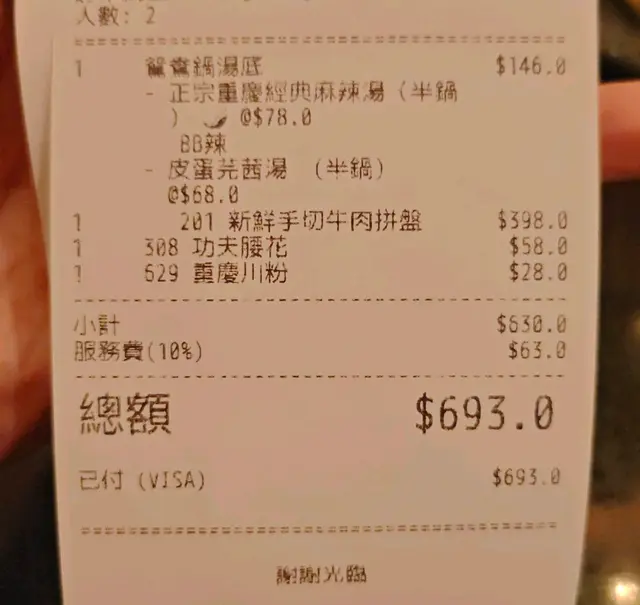 人數: 2
1 鴛鴦鍋湯底 $146.0
- 正宗重慶經典麻辣湯 (半鍋
) @$78.0
BB辣
- 皮蛋芫茜湯 (半鍋)
@$68.0
1 201 新鮮手切牛肉拼盤 $398.0
1 308 功夫腰花 $58.0
1 629 重慶川粉 $28.0
小計 $630.0
服務費(10%) $63.0
總額 $693.0
已付 (VISA) $693.0
謝謝光臨